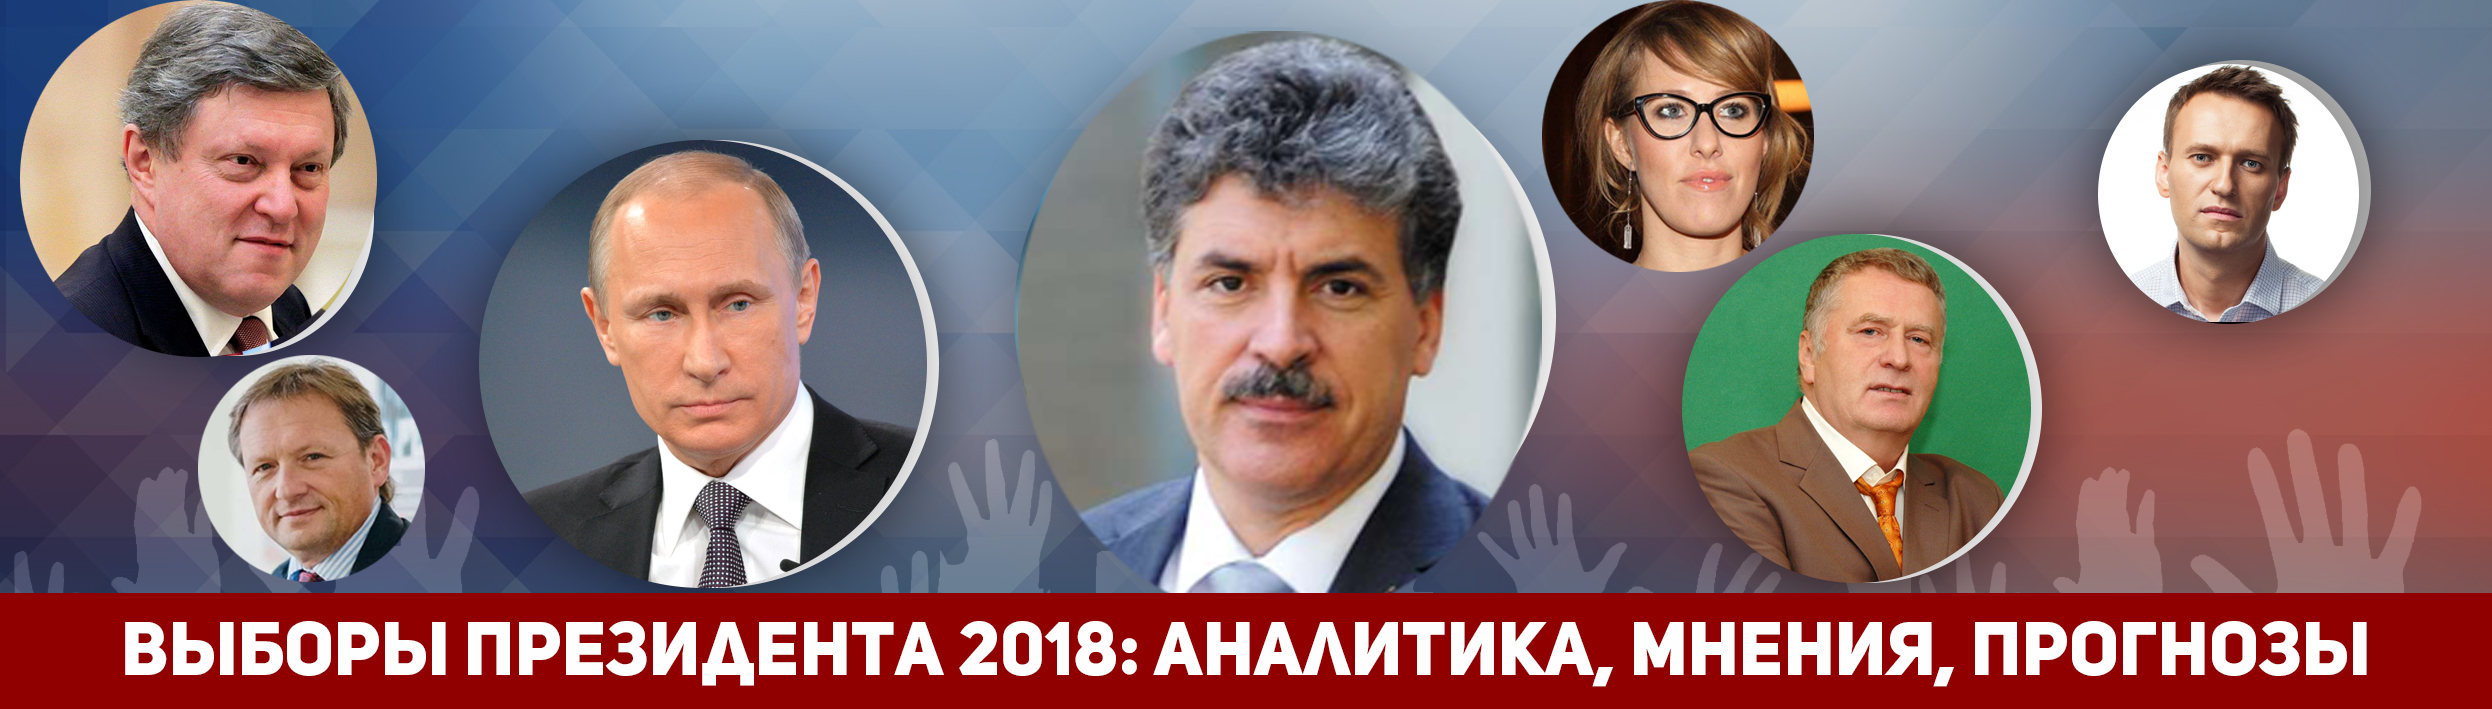 ВЫБОРЫ ПРЕЗИДЕНТА 2018: АНАЛИТИКА, МНЕНИЯ, ПРОГНОЗЫ